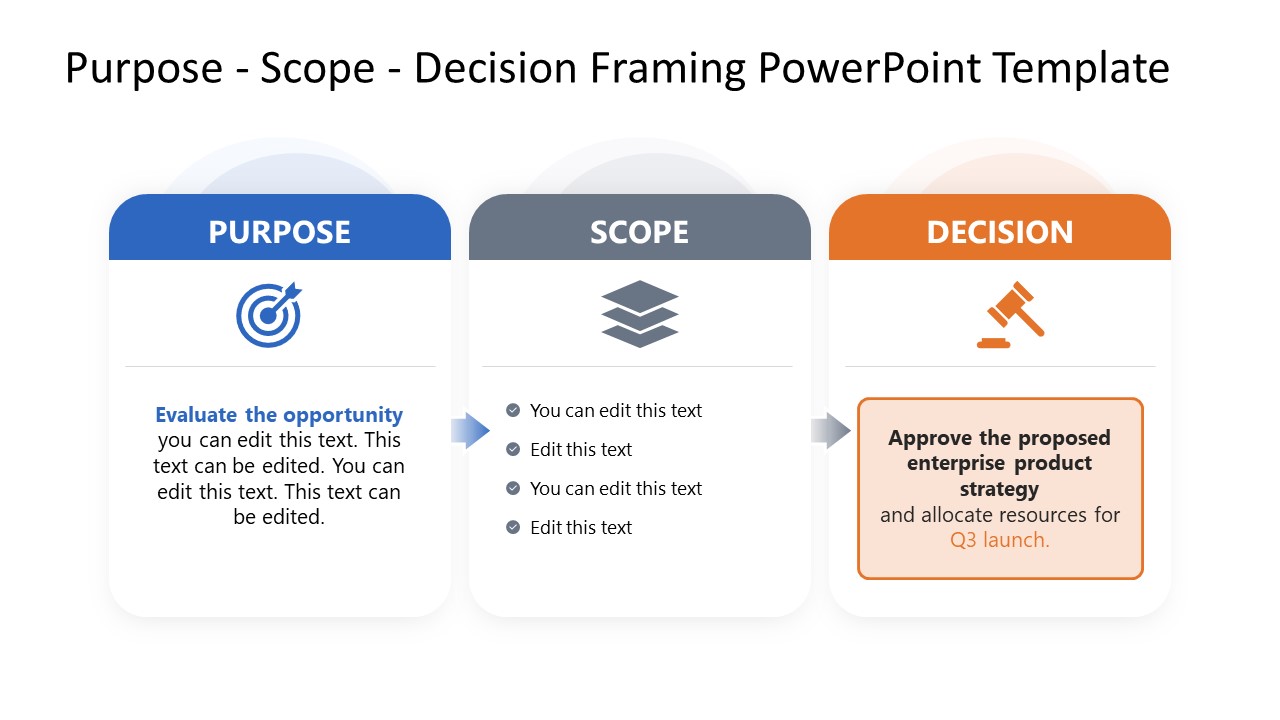 Purpose - Scope - Decision Framing PowerPoint Template
PURPOSE
Evaluate the opportunity
you can edit this text. This
text can be edited. You can
edit this text. This text can
be edited.
SCOPE
You can edit this text
Edit this text
You can edit this text
Edit this text
DECISION
Approve the proposed
enterprise product
strategy
and allocate resources for
Q3 launch.